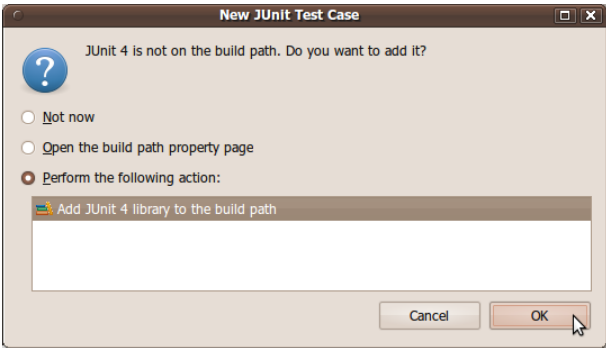 New JUnit Test Case
JUnit 4 is not on the build path. Do you want to add it?
Not now
Open the build path property page
Perform the following action:
Add JUnit 4 library to the build path
Cancel
OK